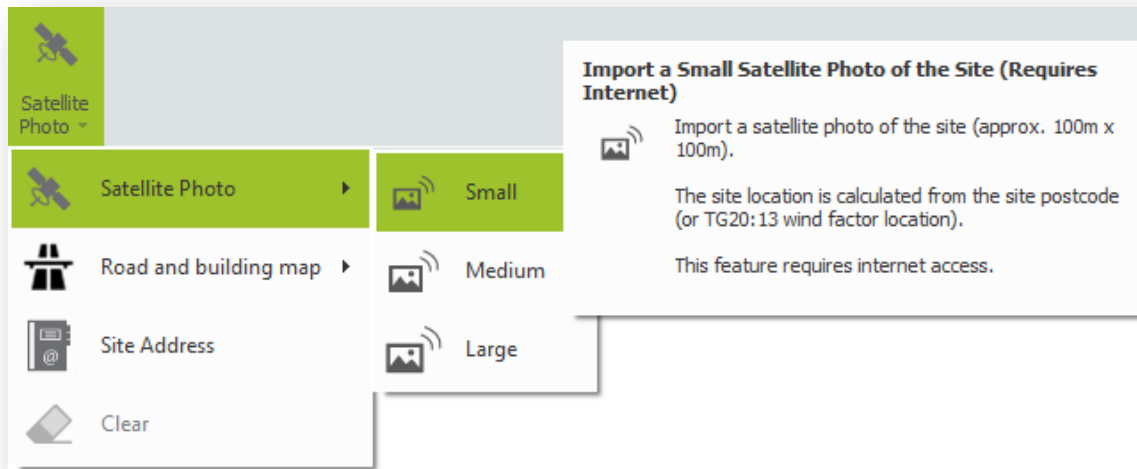 Satellite
Photo
Satellite Photo
Road and building map
Site Address
@
Clear
Small
Medium
Large
Import a Small Satellite Photo of the Site (Requires
Internet)
Import a satellite photo of the site (approx. 100m x
100m).
The site location is calculated from the site postcode
(or TG20:13 wind factor location).
This feature requires internet access.